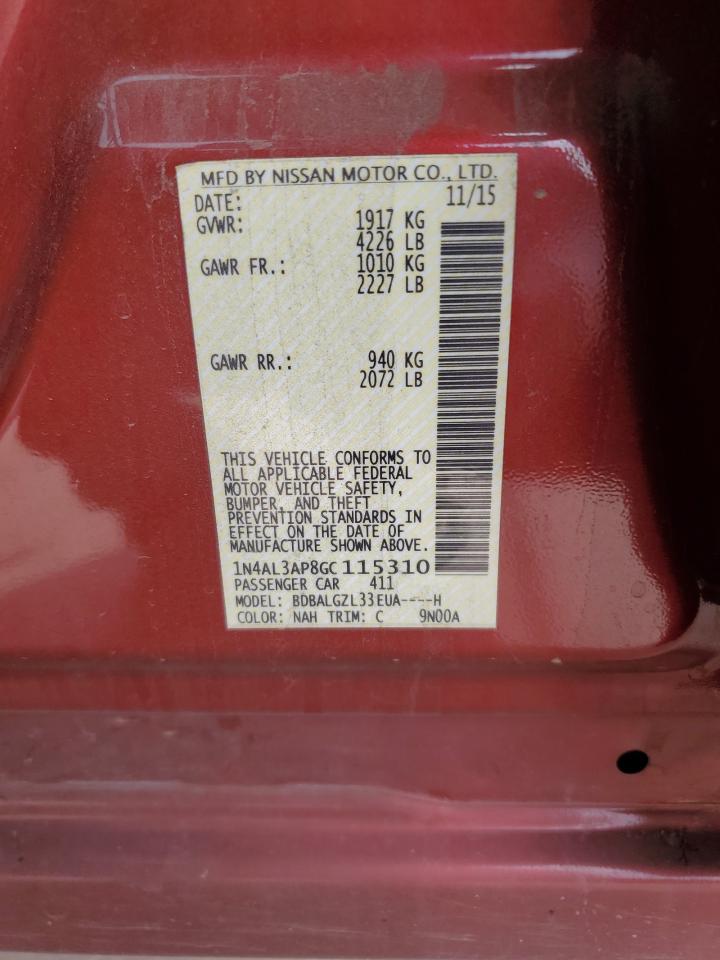 MFD BY NISSAN MOTOR CO., LTD.
DATE: 11/15
GVWR: 1917 KG
4226 LB
GAWR FR.: 1010 KG
2227 LB
GAWR RR.: 940 KG
2072 LB
THIS VEHICLE CONFORMS TO
ALL APPLICABLE FEDERAL
MOTOR VEHICLE SAFETY,
BUMPER, AND THEFT
PREVENTION STANDARDS IN
EFFECT ON THE DATE OF
MANUFACTURE SHOWN ABOVE.
1N4AL3AP8GC115310
PASSENGER CAR 411
MODEL: BDBALGZL33EUA----H
COLOR: NAH TRIM: C 9N00A